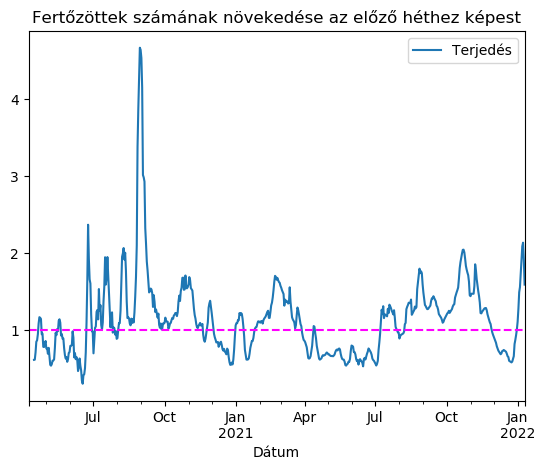 Fertőzöttek számának növekedése az előző héthez képest
Terjedés
4
3
2
1
Jul
Oct
Jan
2021
Apr
Jul
Oct
Jan
2022
Dátum